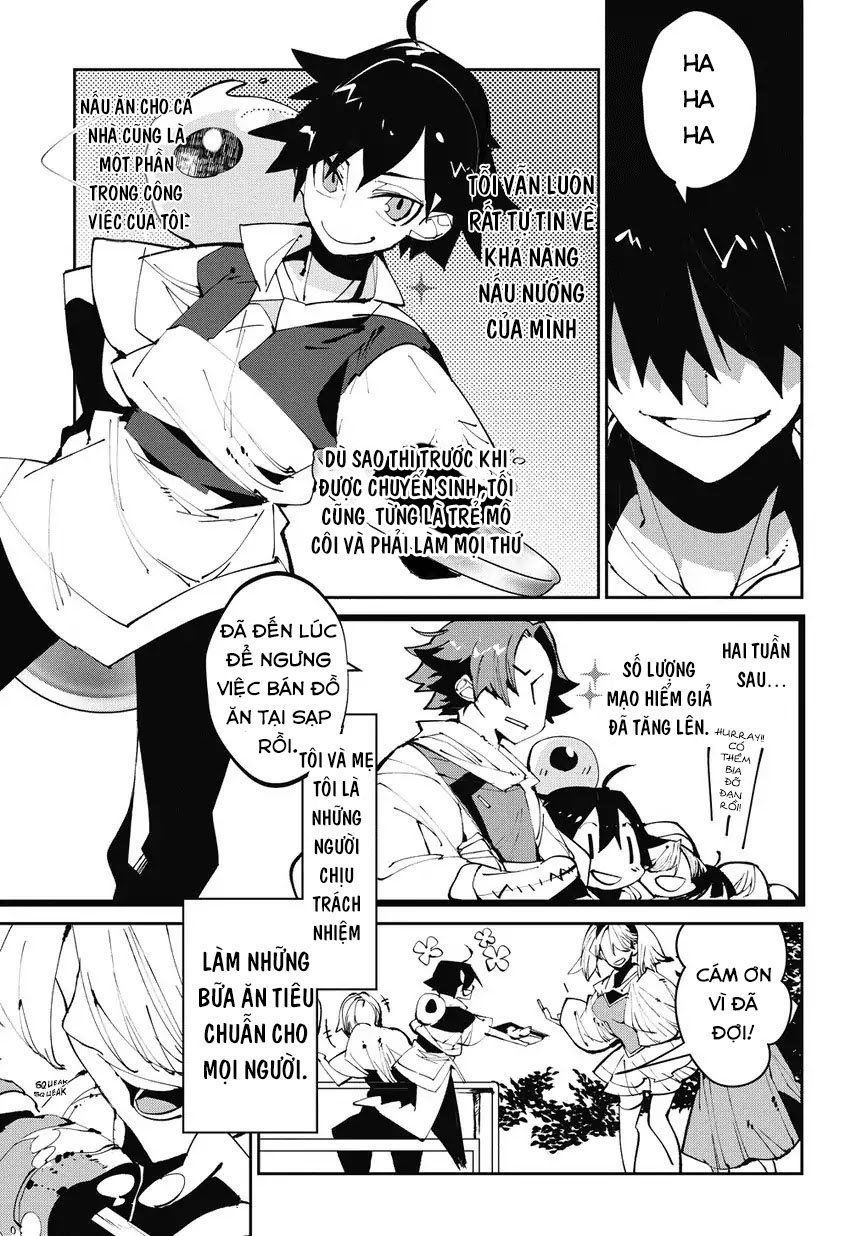 HA
HA
HA
TỖI VẪN LUON
RẤT TỰ TIN VỀ
KHẢ NĂNG
NẤU NUỐNG
CỦA MÌNH
NẤU ĂN CHO CẢ
NHÀ CŨNG LÀ
MỘT PHẦN
TRONG CÔNG
VIỆC CỦA TÔI.
DÙ SAO THÌ TRƯỚC KHI
ĐƯỢC CHUYỂN SINH ,TÔI
CŨNG TỪNG LÀ TRẺ MỒ
CÔI VÀ PHẢI LÀM MỌI THỨ
HAI TUẦN
SAU...
SỐ LƯỢNG
MẠO HIỂM GIẢ
ĐÃ TĂNG LÊN.
HURRAY!!
CÓ
THÊM
BIA
ĐỠ
ĐẠN
RỒI!
ĐÃ ĐẾN LÚC
ĐỂ NGƯNG
VIỆC BÁN ĐỒ
ĂN TẠI SẠP
RỒI.
TÔI VÀ MẸ
TÔI LÀ
NHỮNG
NGƯỜI
CHỊU
TRÁCH
NHIỆM
LÀM NHỮNG
BỮA ĂN TIÊU
CHUẨN CHO
MỌI NGƯỜI.
CÁM ƠN
VÌ ĐÃ
ĐỢI!
SQUEAK
SQUEAK